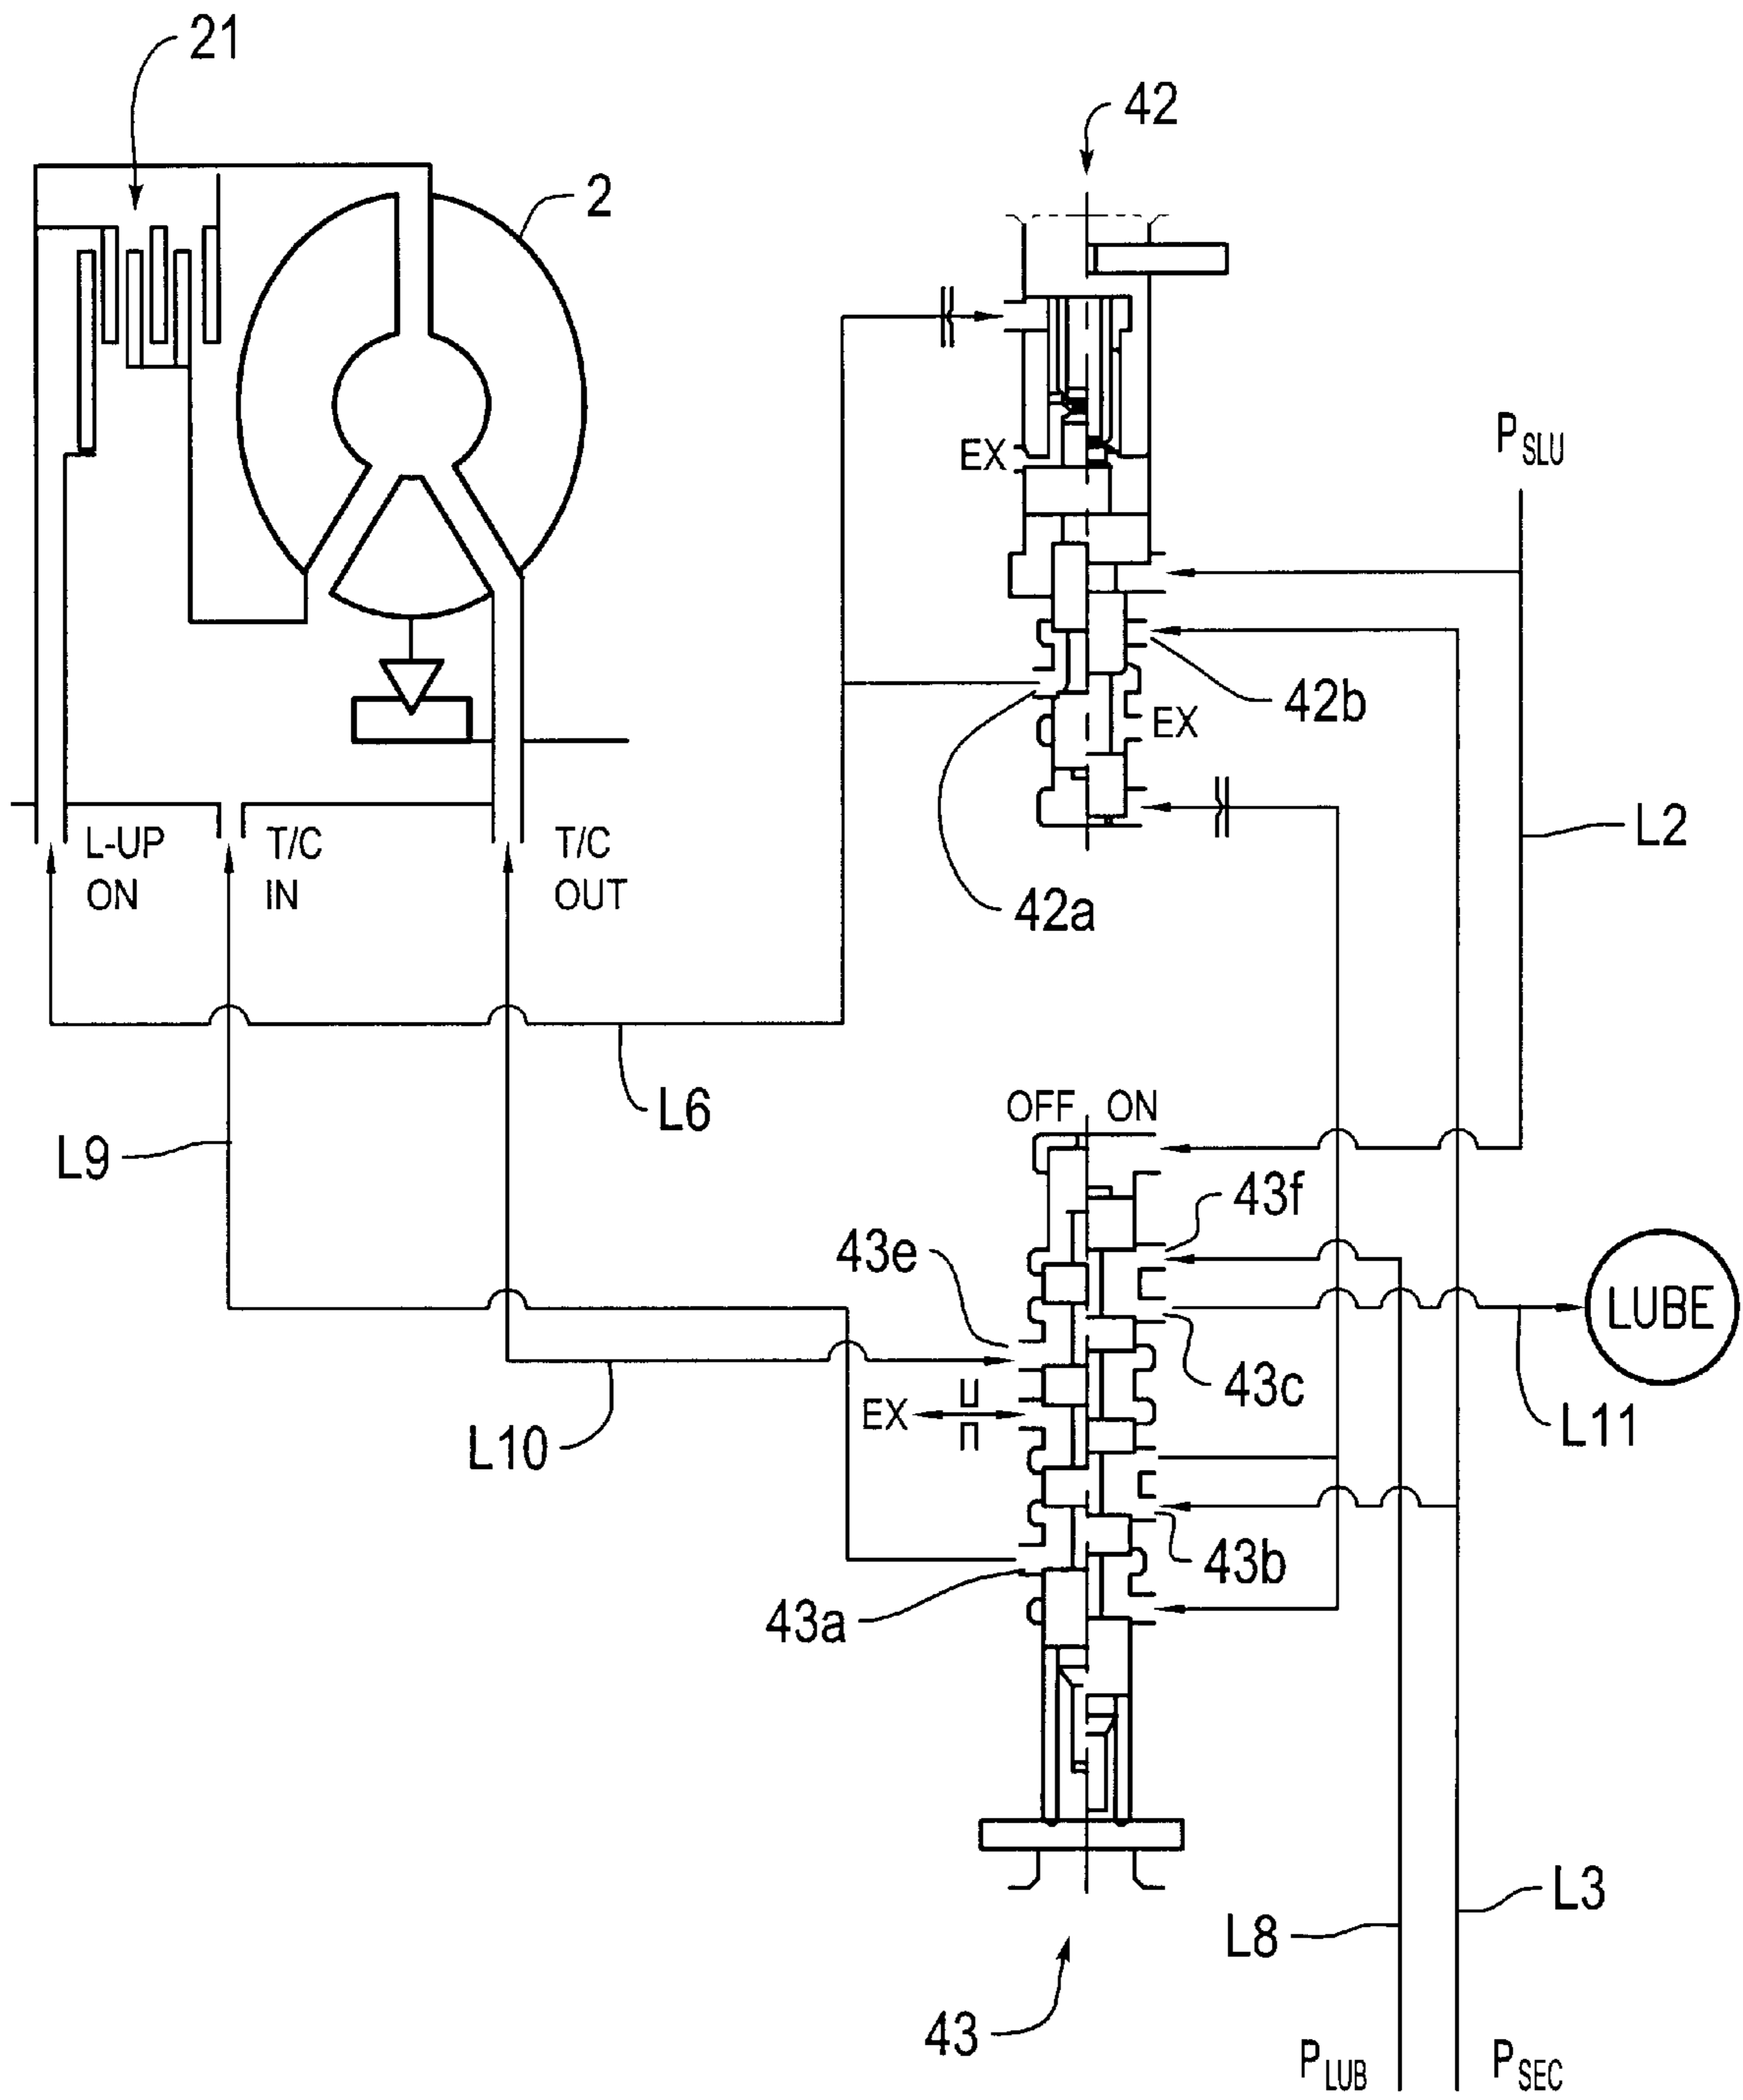 21
42
2
P_SLU
EX
42b
EX
L-UP ON
T/C IN
T/C OUT
L2
42a
L6
OFF ON
L9
43f
43e
LUBE
43c
EX
L11
L10
43b
43a
L3
L8
43
P_LUB
P_SEC